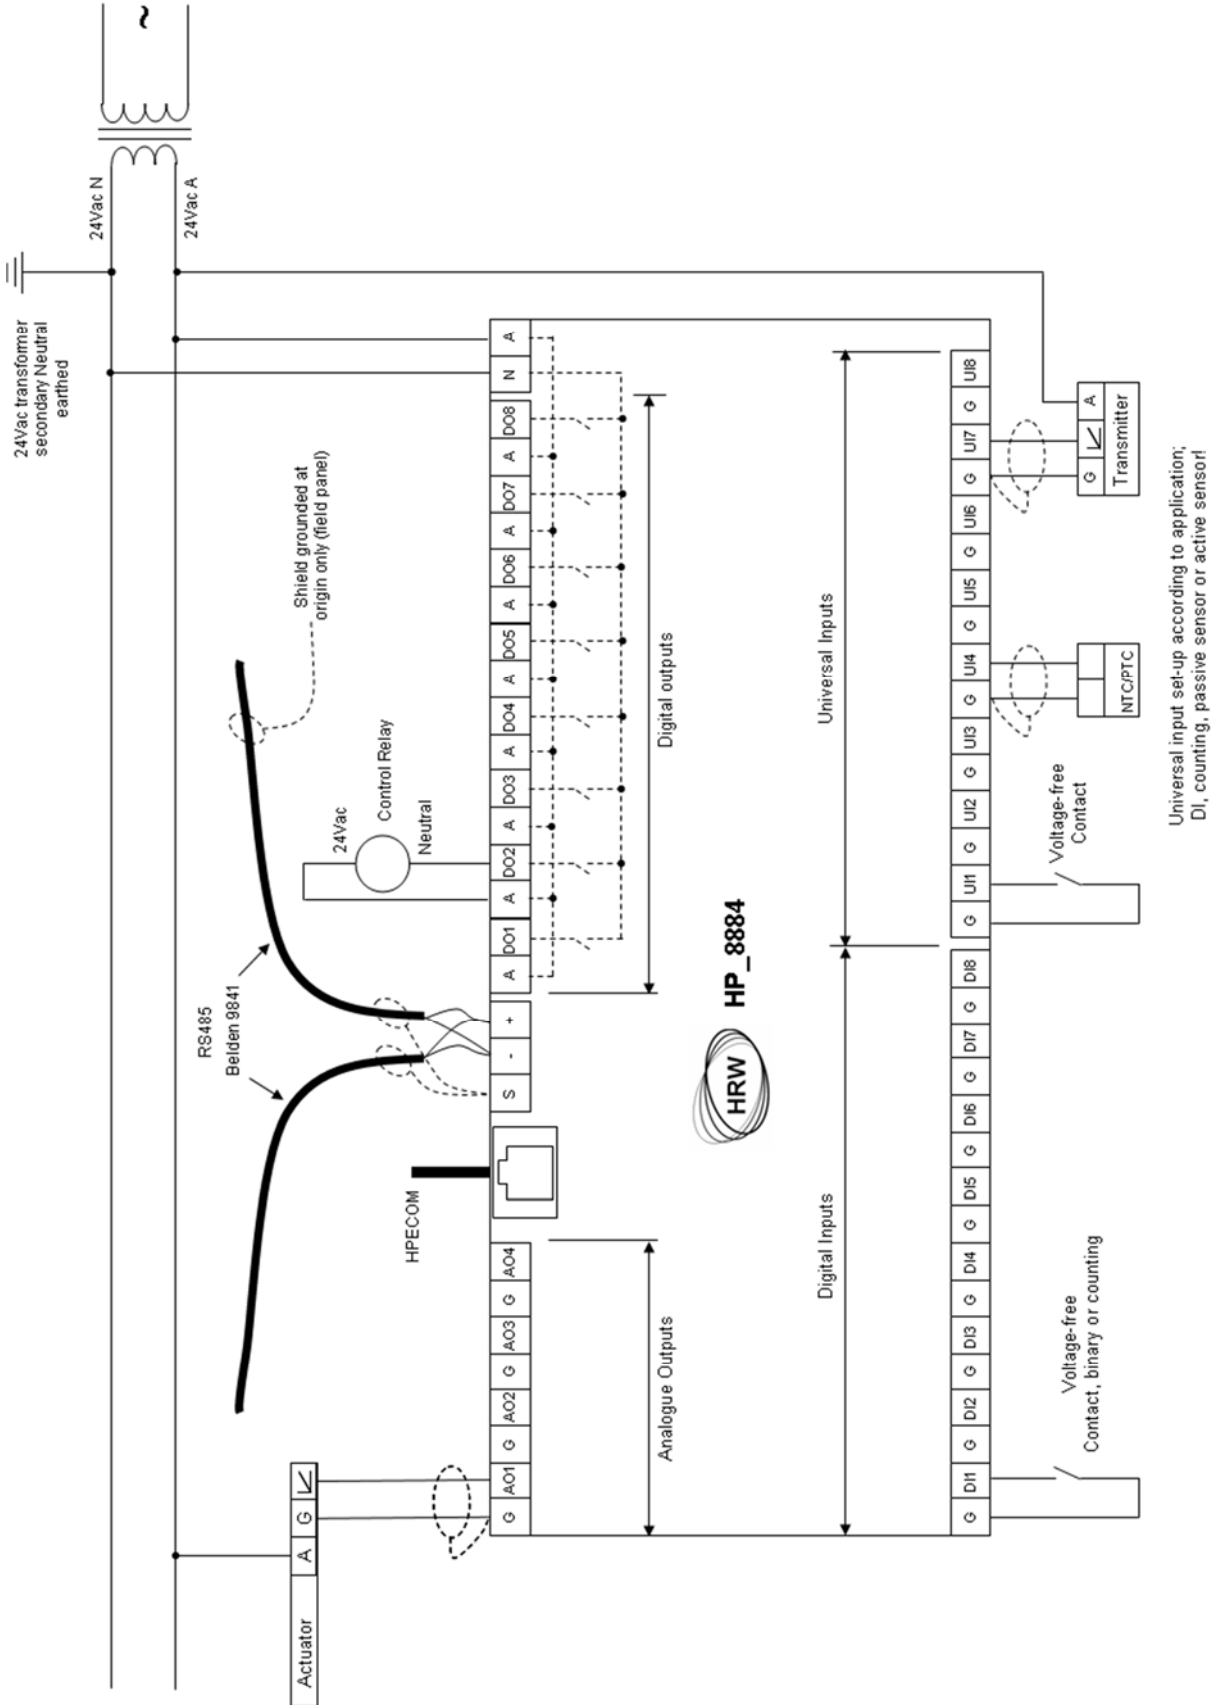 24Vac transformer
secondary Neutral
earthed
24Vac N
24Vac A
~
RS485
Belden 9841
Shield grounded at
origin only (field panel)
24Vac
Control Relay
Neutral
HPECOM
Actuator
A
G
G
AO1
G
AO2
G
AO3
G
AO4
S
-
+
A
DO1
A
DO2
A
DO3
A
DO4
A
DO5
A
DO6
A
DO7
A
DO8
N
A
Analogue Outputs
Digital outputs
HRW
HP_8884
Digital Inputs
Universal Inputs
G
DI1
G
DI2
G
DI3
G
DI4
G
DI5
G
DI6
G
DI7
G
DI8
G
UI1
G
UI2
G
UI3
G
UI4
G
UI5
G
UI6
G
UI7
G
UI8
Voltage-free
Contact, binary or counting
Voltage-free
Contact
NTC/PTC
G
A
Transmitter
Universal input set-up according to application;
DI, counting, passive sensor or active sensor!